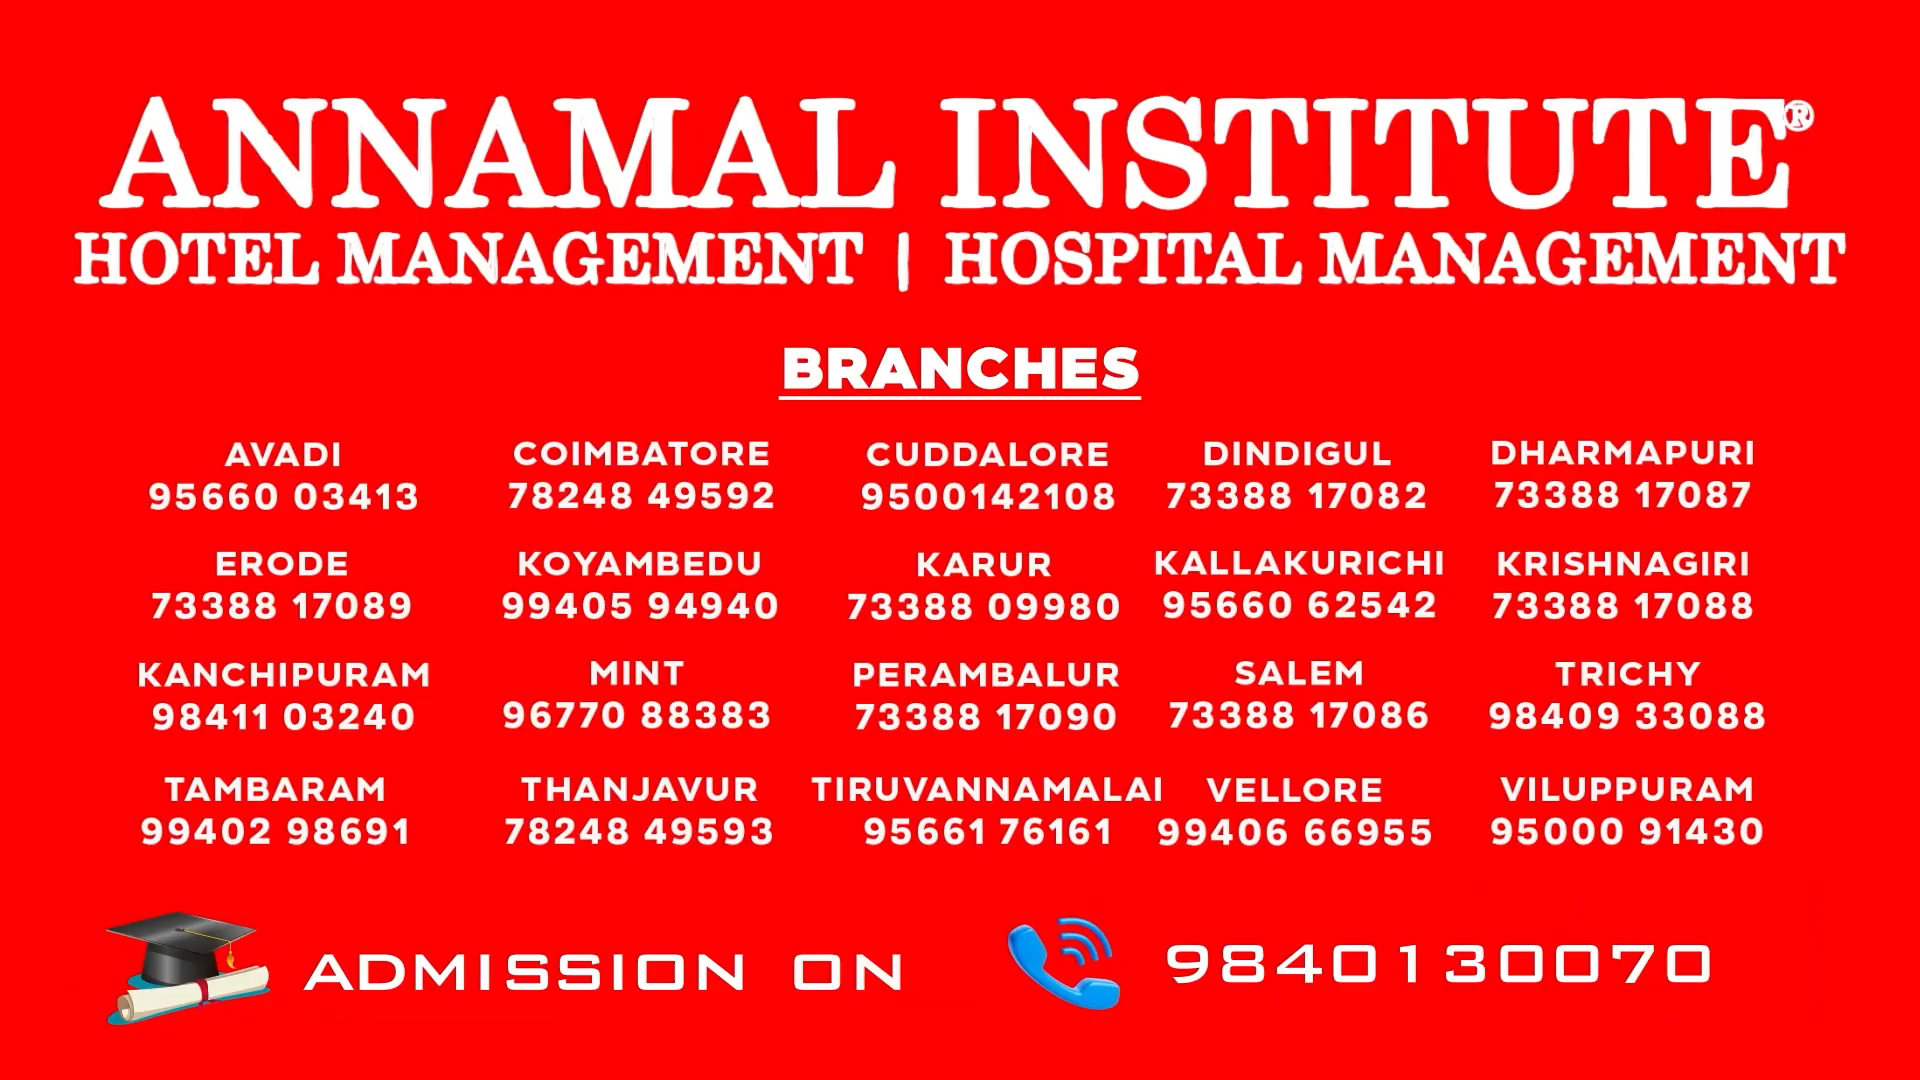 ANNAMAL INSTITUTE®
HOTEL MANAGEMENT | HOSPITAL MANAGEMENT
BRANCHES
AVADI
95660 03413
COIMBATORE
78248 49592
CUDDALORE
9500142108
DINDIGUL
73388 17082
DHARMAPURI
73388 17087
ERODE
73388 17089
KOYAMBEDU
99405 94940
KARUR
73388 09980
KALLAKURICHI
95660 62542
KRISHNAGIRI
73388 17088
KANCHIPURAM
98411 03240
MINT
96770 88383
PERAMBALUR
73388 17090
SALEM
73388 17086
TRICHY
98409 33088
TAMBARAM
99402 98691
THANJAVUR
78248 49593
TIRUVANNAMALAI
95661 76161
VELLORE
99406 66955
VILUPPURAM
95000 91430
ADMISSION ON
9840130070